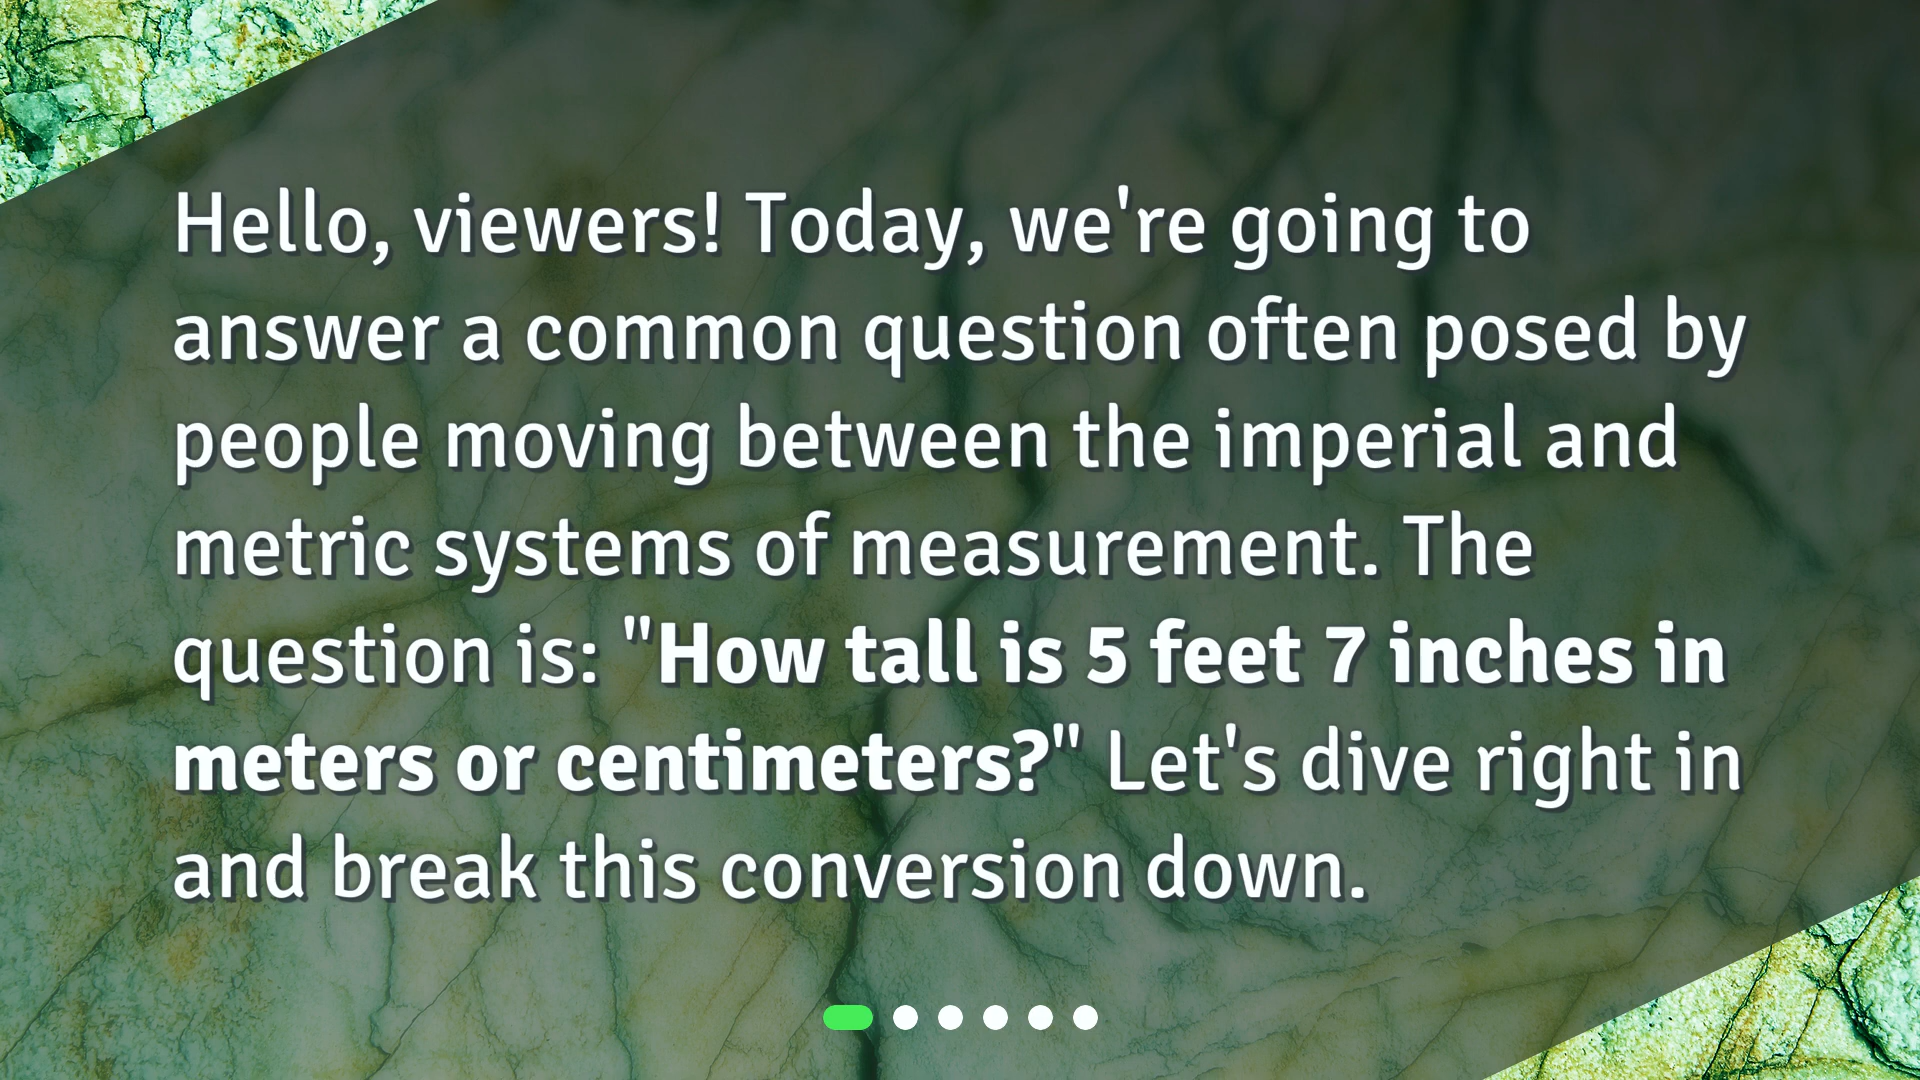 Hello, viewers! Today, we're going to
answer a common question often posed by
people moving between the imperial and
metric systems of measurement. The
question is: "How tall is 5 feet 7 inches in
meters or centimeters?" Let's dive right in
and break this conversion down.